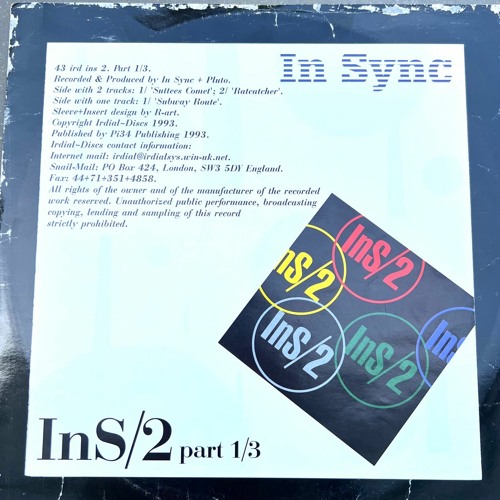 In Sync
43 ird ins 2. Part 1/3.
Recorded & Produced by In Sync + Pluto.
Side with 2 tracks: 1/ 'Suttees Comet'; 2/ 'Ratcatcher'.
Side with one track: 1/ 'Subway Route'.
Sleeve+Insert design by R-art.
Copyright Irdial-Discs 1993.
Published by Pi34 Publishing 1993.
Irdial-Discs contact information:
Internet mail: irdial@irdialsys.win-uk.net.
Snail-Mail: PO Box 424, London, SW3 5DY England.
Fax: 44+71+351+4858.
All rights of the owner and of the manufacturer of the recorded
work reserved. Unauthorized public performance, broadcasting
copying, lending and sampling of this record
strictly prohibited.
InS/2
nS/2
InS/2
InS/2
InS
InS/2 part 1/3